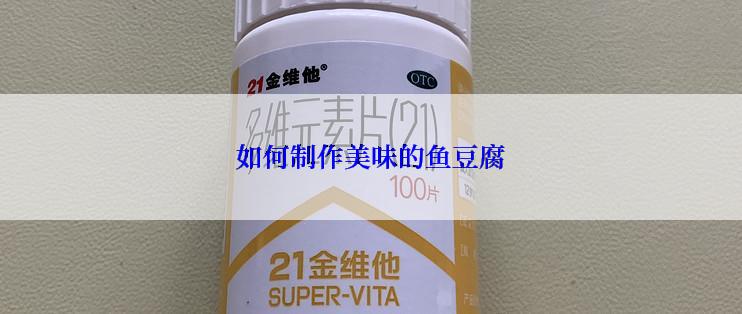 21金维他®
OTC
多维元素片(21)
如何制作美味的鱼豆腐
100片
21金维他
SUPER-VITA